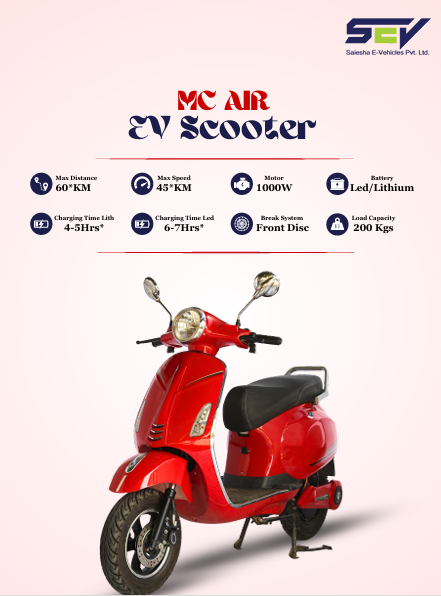 SEV
Saiesha E-Vehicles Pvt. Ltd.
MC AIR
EV Scooter
Max Distance
60*KM
Max Speed
45*KM
Motor
1000W
Battery
Led/Lithium
Charging Time Lith
4-5Hrs*
Charging Time Led
6-7Hrs*
Break System
Front Disc
Load Capacity
200 Kgs